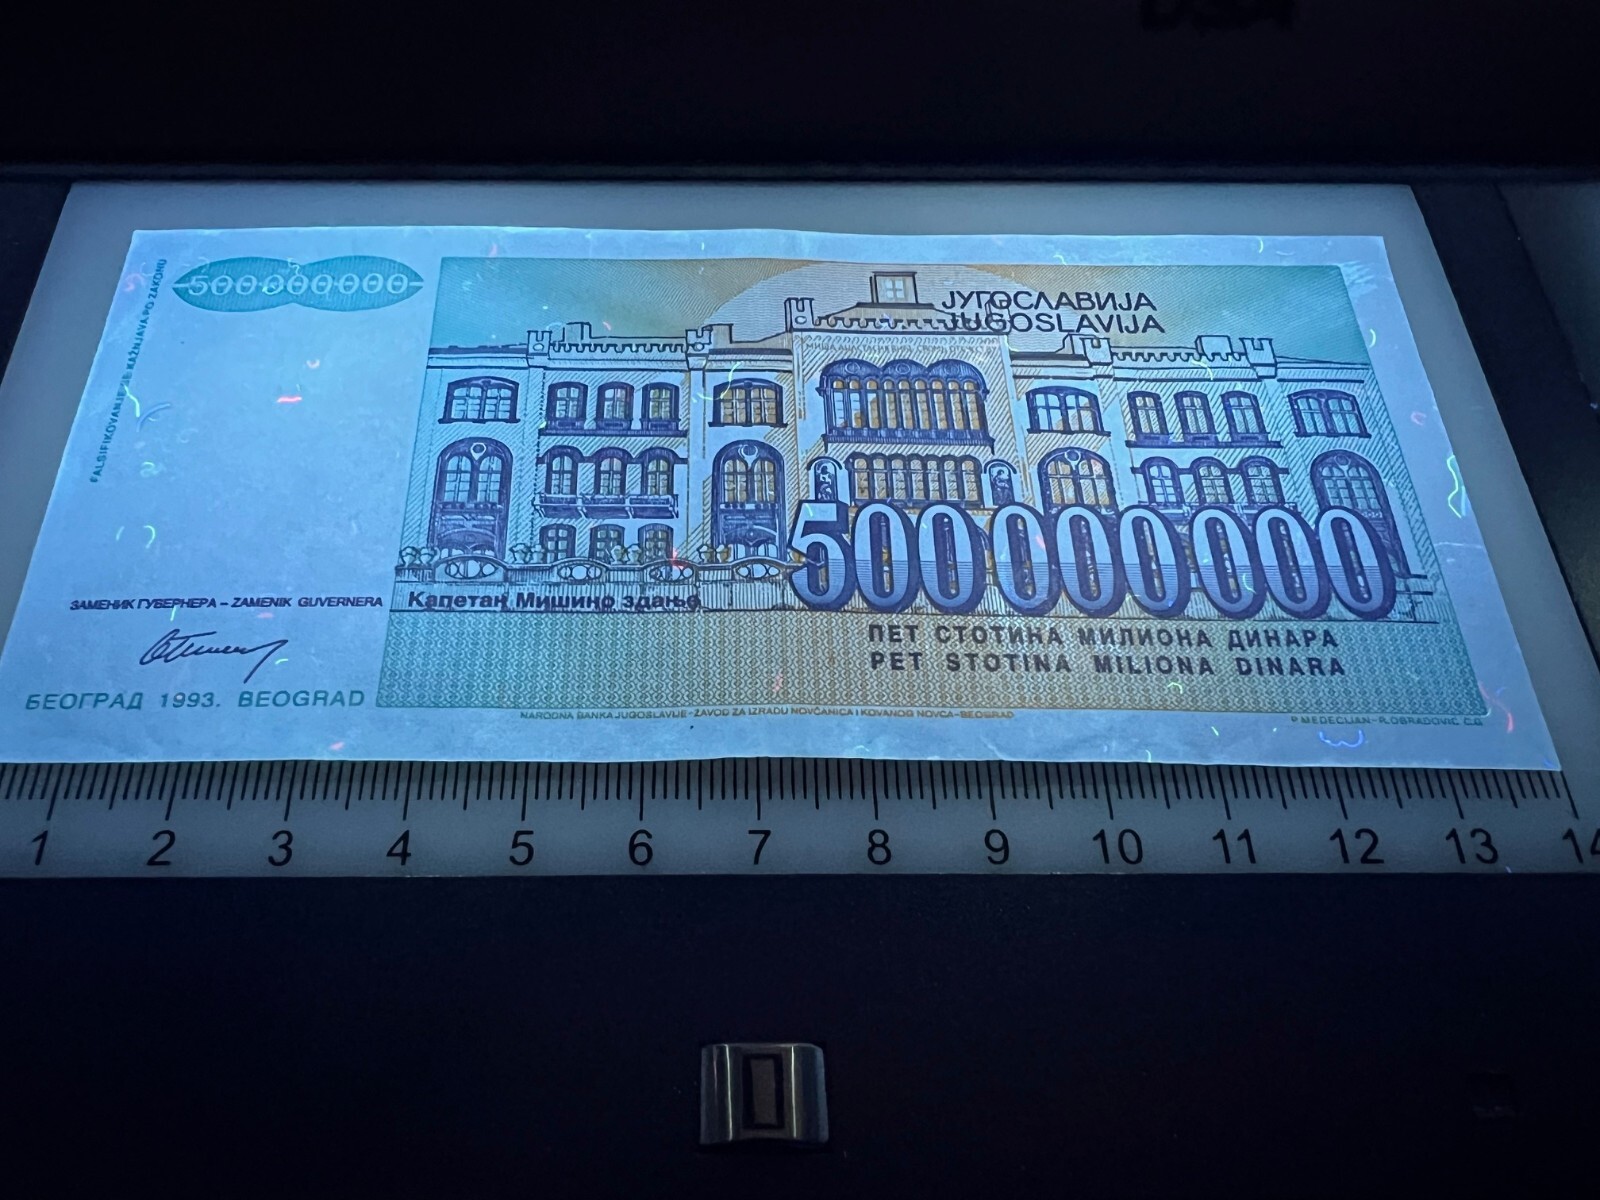 500000000
FALSIFIKOVANJE SE KAŽNJAVA PO ZAKONU
ЈУГОСЛАВИЈА
JUGOSLAVIJA
500000000
ЗАМЕНИК ГУВЕРНЕРА – ZAMENIK GUVERNERA
Капетан Мишино здање
ПЕТ СТОТИНА МИЛИОНА ДИНАРА
PET STOTINA MILIONA DINARA
БЕОГРАД 1993. BEOGRAD
NARODNA BANKA JUGOSLAVIJE - ZAVOD ZA IZRADU NOVČANICA I KOVANOG NOVCA - BEOGRAD
1 2 3 4 5 6 7 8 9 10 11 12 13 14